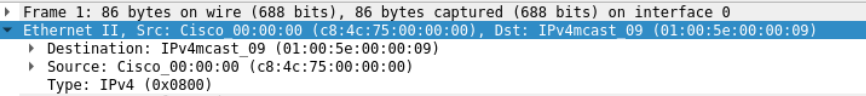 Frame 1: 86 bytes on wire (688 bits), 86 bytes captured (688 bits) on interface 0
Ethernet II, Src: Cisco_00:00:00 (c8:4c:75:00:00:00), Dst: IPv4mcast_09 (01:00:5e:00:00:09)
Destination: IPv4mcast_09 (01:00:5e:00:00:09)
Source: Cisco_00:00:00 (c8:4c:75:00:00:00)
Type: IPv4 (0x0800)